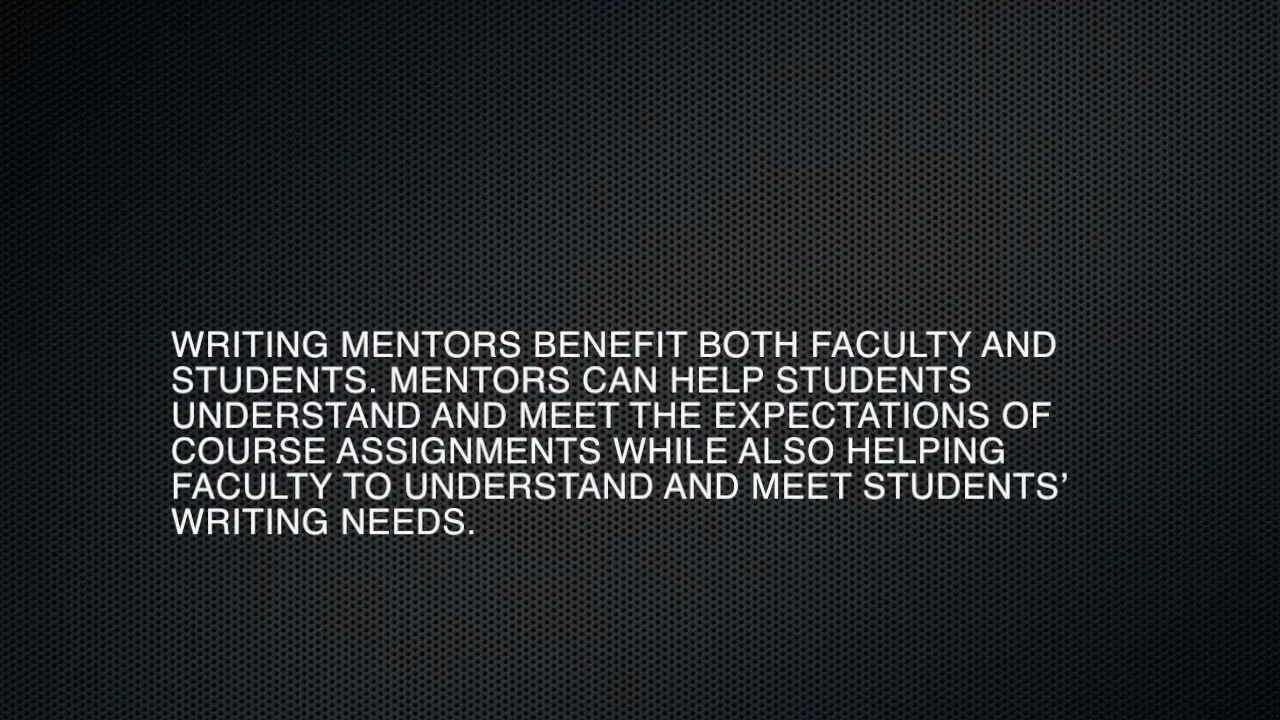 WRITING MENTORS BENEFIT BOTH FACULTY AND
STUDENTS. MENTORS CAN HELP STUDENTS
UNDERSTAND AND MEET THE EXPECTATIONS OF
COURSE ASSIGNMENTS WHILE ALSO HELPING
FACULTY TO UNDERSTAND AND MEET STUDENTS’
WRITING NEEDS.